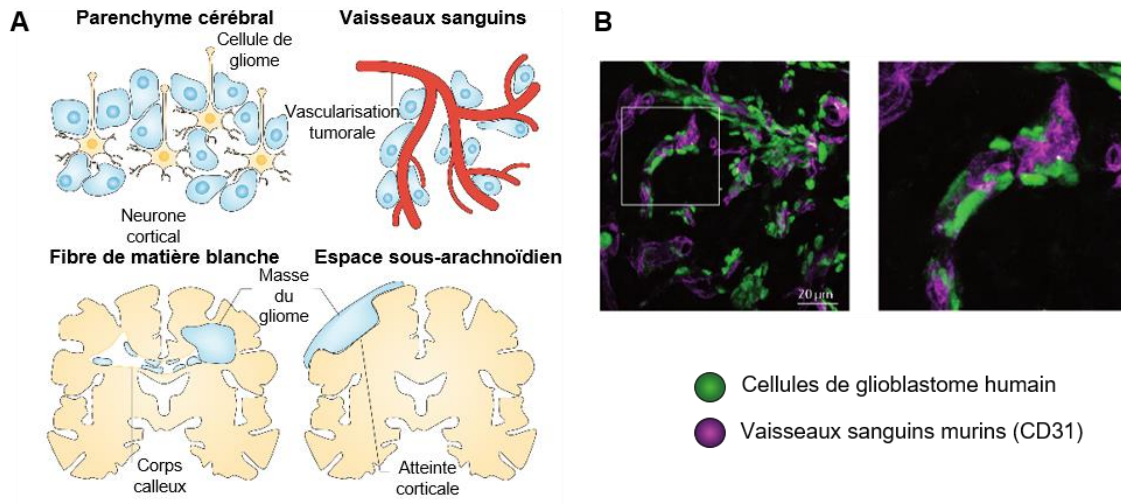 A
Parenchyme cérébral
Cellule de
gliome
Neurone
cortical
Vaisseaux sanguins
Vascularisation
tumorale
Fibre de matière blanche
Masse
du
gliome
Corps
calleux
Espace sous-arachnoïdien
Atteinte
corticale
B
20 µm
Cellules de glioblastome humain
Vaisseaux sanguins murins (CD31)